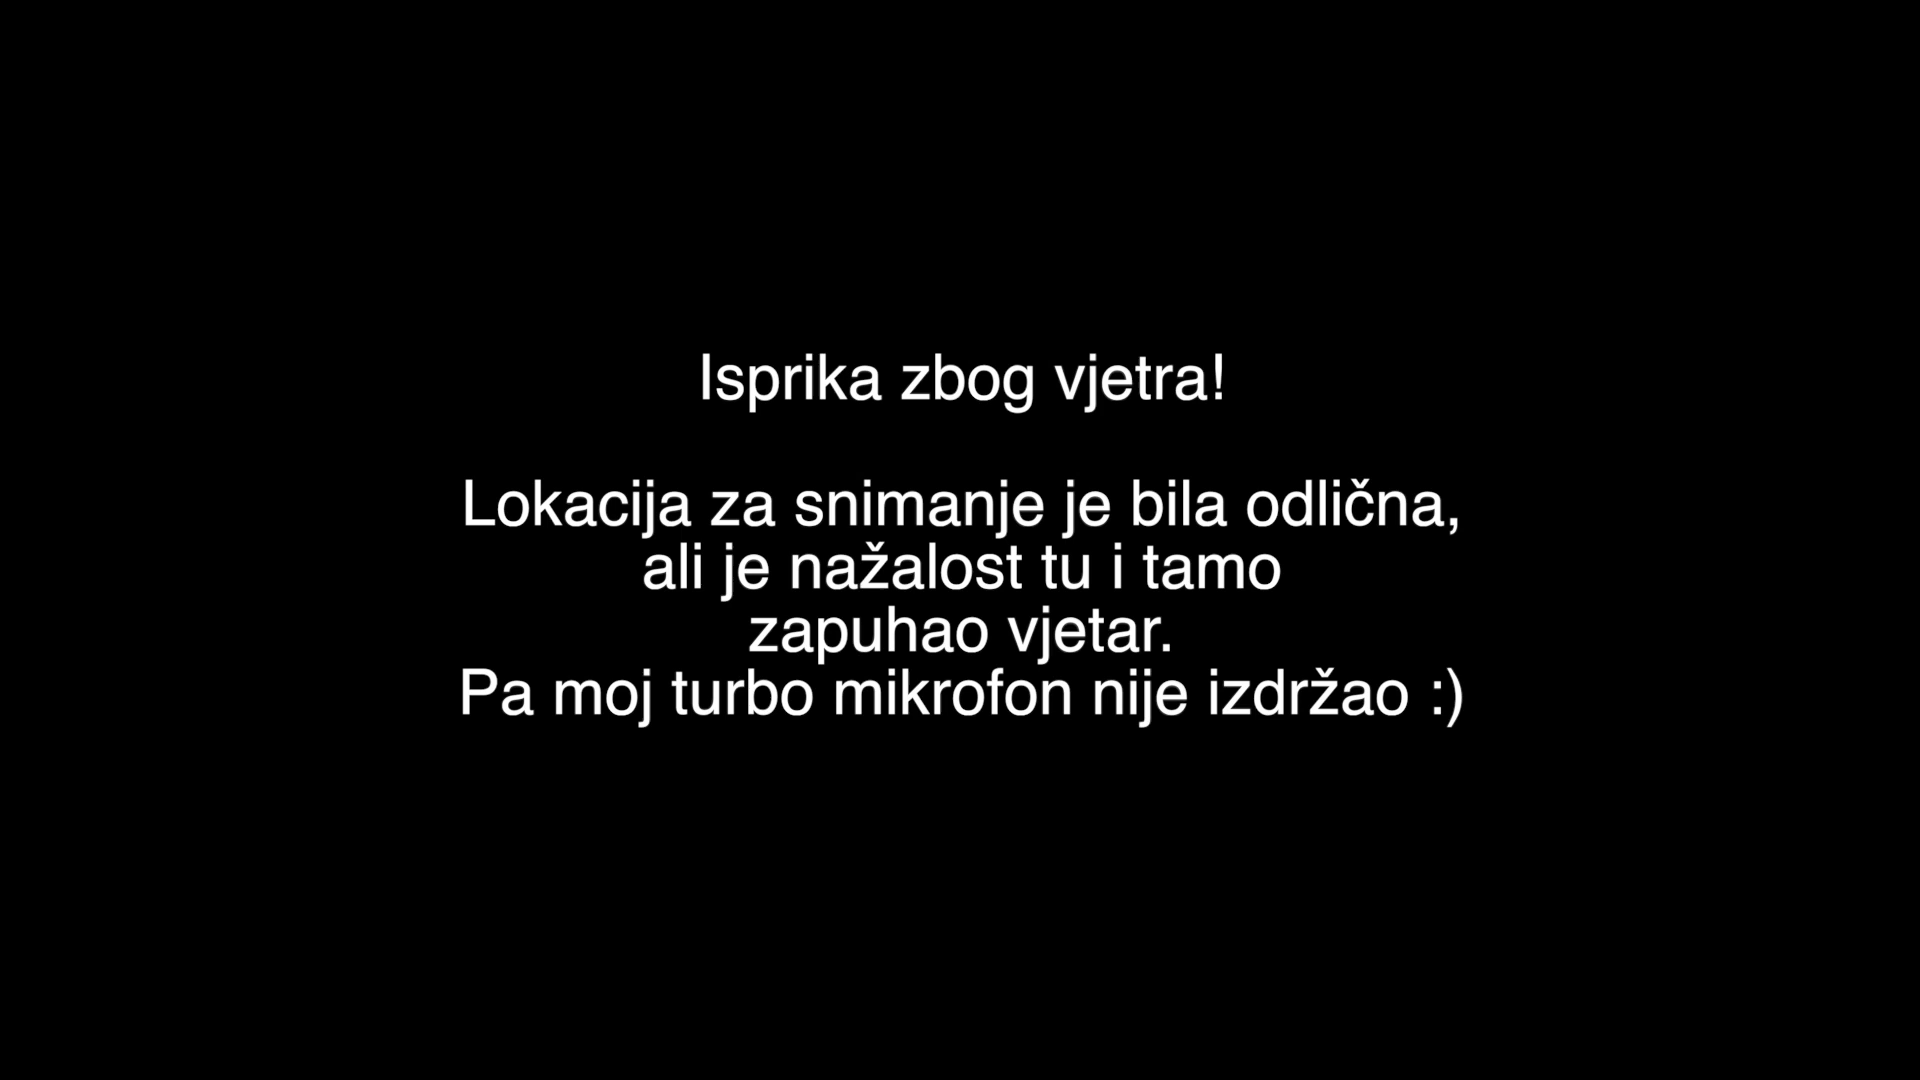 Isprika zbog vjetra!
Lokacija za snimanje je bila odlična,
ali je nažalost tu i tamo
zapuhao vjetar.
Pa moj turbo mikrofon nije izdržao :)